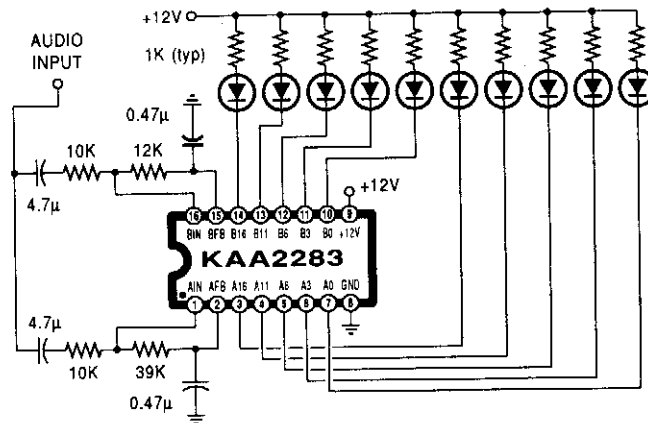 +12V
AUDIO
INPUT
1K (typ)
0.47µ
10K
12K
4.7µ
+12V
16 15 14 13 12 11 10 9
BIN BFB B16 B11 B6 B3 B0 +12V
KAA2283
AIN AFB A16 A11 A6 A3 A0 GND
1 2 3 4 5 6 7 8
4.7µ
10K
39K
0.47µ